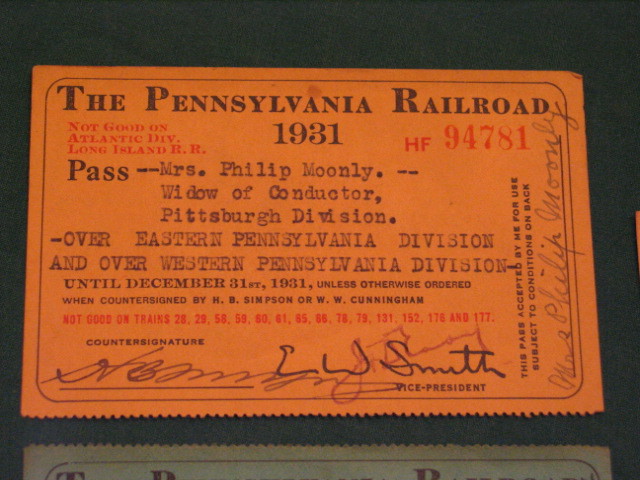 THE PENNSYLVANIA RAILROAD
NOT GOOD ON
ATLANTIC DIV.
LONG ISLAND R. R.
1931
HF 94781
Pass --Mrs. Philip Moonly. --
Widow of Conductor,
Pittsburgh Division.
-OVER EASTERN PENNSYLVANIA DIVISION
AND OVER WESTERN PENNSYLVANIA DIVISION-
UNTIL DECEMBER 31ST, 1931, UNLESS OTHERWISE ORDERED
WHEN COUNTERSIGNED BY H. B. SIMPSON OR W. W. CUNNINGHAM
NOT GOOD ON TRAINS 28, 29, 58, 59, 60, 61, 65, 66, 78, 79, 131, 152, 176 AND 177.
COUNTERSIGNATURE
Smith
VICE-PRESIDENT
THIS PASS ACCEPTED BY ME FOR USE
SUBJECT TO CONDITIONS ON BACK
Mrs Philip Moonly
THE PENNSYLVANIA RAILROAD